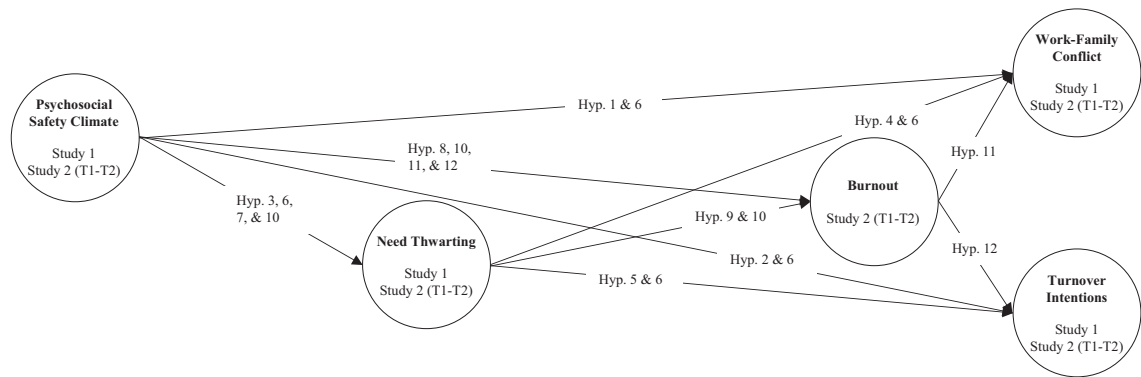 Work-Family
Conflict
Study 1
Study 2 (T1-T2)
Psychosocial
Safety Climate
Study 1
Study 2 (T1-T2)
Hyp. 1 & 6
Hyp. 4 & 6
Hyp. 8, 10,
11, & 12
Hyp. 11
Burnout
Study 2 (T1-T2)
Hyp. 3, 6,
7, & 10
Hyp. 9 & 10
Need Thwarting
Study 1
Study 2 (T1-T2)
Hyp. 12
Hyp. 2 & 6
Hyp. 5 & 6
Turnover
Intentions
Study 1
Study 2 (T1-T2)